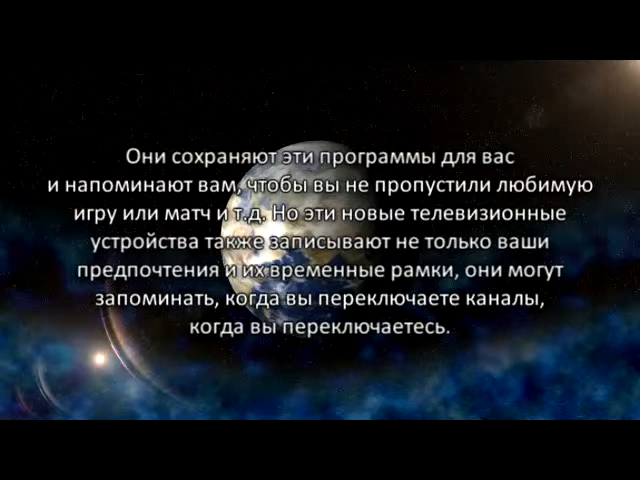 Они сохраняют эти программы для вас
и напоминают вам, чтобы вы не пропустили любимую
игру или матч и т.д. Но эти новые телевизионные
устройства также записывают не только ваши
предпочтения и их временные рамки, они могут
запоминать, когда вы переключаете каналы,
когда вы переключаетесь.